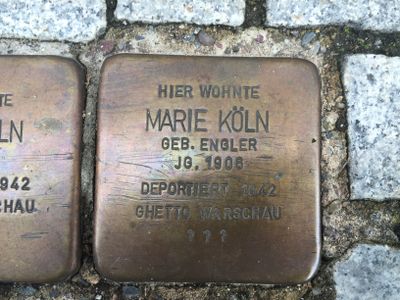 TE
LN
942
CHAU
HIER WOHNTE
MARIE KÖLN
GEB. ENGLER
JG. 1906
DEPORTIERT 1942
GHETTO WARSCHAU
? ? ?